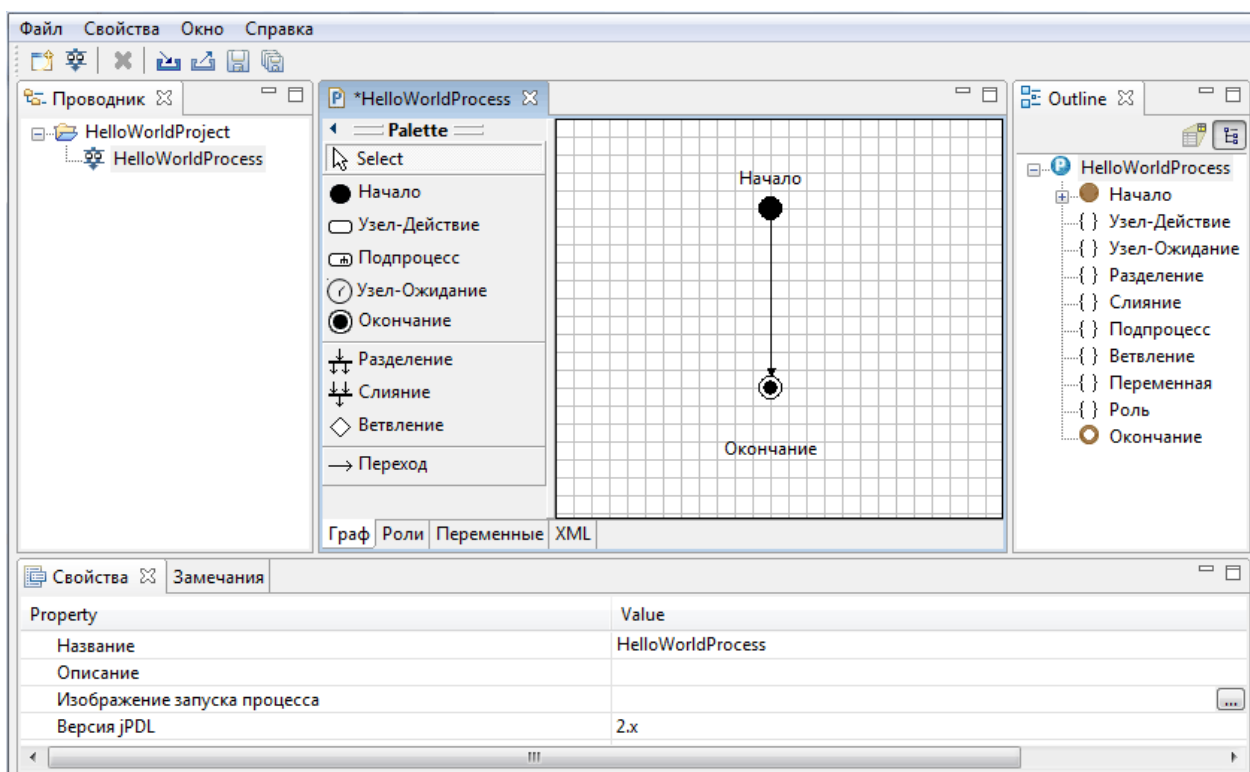 Файл Свойства Окно Справка
Проводник
HelloWorldProject
HelloWorldProcess
*HelloWorldProcess
Palette
Select
Начало
Узел-Действие
Подпроцесс
Узел-Ожидание
Окончание
Разделение
Слияние
Ветвление
Переход
Начало
Окончание
Граф Роли Переменные XML
Outline
HelloWorldProcess
Начало
{ } Узел-Действие
{ } Узел-Ожидание
{ } Разделение
{ } Слияние
{ } Подпроцесс
{ } Ветвление
{ } Переменная
{ } Роль
Окончание
Свойства Замечания
Property Value
Название HelloWorldProcess
Описание
Изображение запуска процесса ...
Версия jPDL 2.x